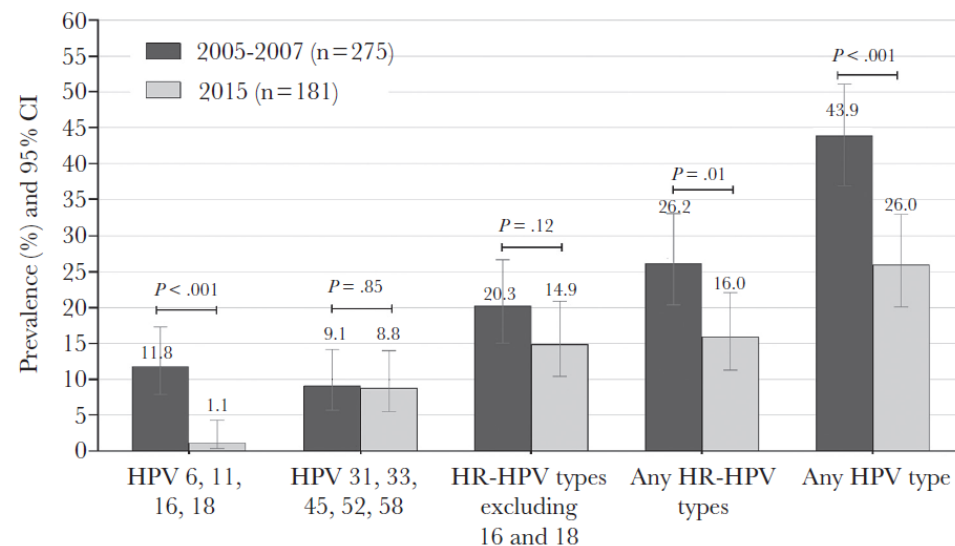 60
55
50
45
40
35
30
25
20
15
10
5
0
Prevalence (%) and 95% CI
2005-2007 (n=275)
2015 (n=181)
P < .001
11.8
1.1
P = .85
9.1
8.8
P = .12
20.3
14.9
P = .01
26.2
16.0
P < .001
43.9
26.0
HPV 6, 11,
16, 18
HPV 31, 33,
45, 52, 58
HR-HPV types
excluding
16 and 18
Any HR-HPV
types
Any HPV type